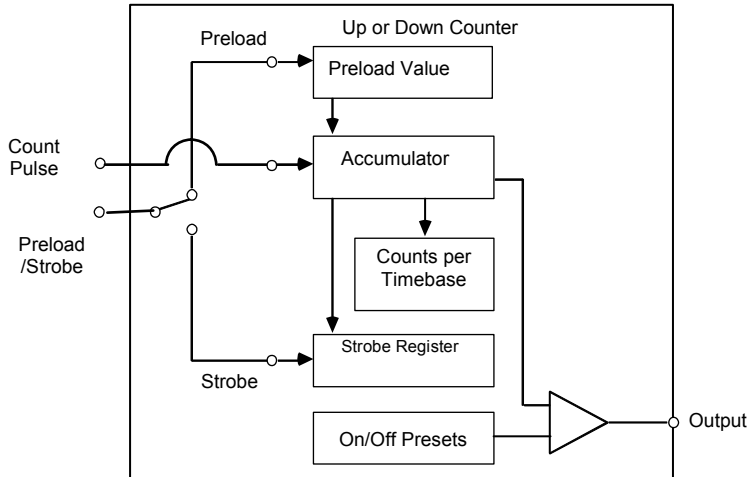 Up or Down Counter
Preload
Preload Value
Count
Pulse
Accumulator
Preload
/Strobe
Counts per
Timebase
Strobe Register
Strobe
On/Off Presets
Output